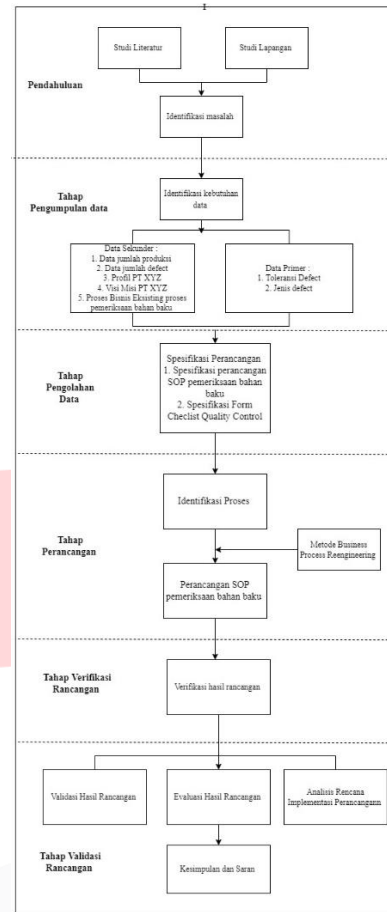 I
Studi Literatur
Studi Lapangan
Pendahuluan
Identifikasi masalah
Tahap
Pengumpulan data
Identifikasi kebutuhan
data
Data Sekunder :
1. Data jumlah produksi
2. Data jumlah defect
3. Profil PT XYZ
4. Visi Misi PT XYZ
5. Proses Bisnis Eksisting proses
pemeriksaan bahan baku
Data Primer :
1. Toleransi Defect
2. Jenis defect
Tahap
Pengolahan
Data
Spesifikasi Perancangan
1. Spesifikasi perancangan
SOP pemeriksaan bahan
baku
2. Spesifikasi Form
Checlist Quality Control
Identifikasi Proses
Tahap
Perancangan
Metode Business
Process Reengineering
Perancangan SOP
pemeriksaan bahan baku
Tahap Verifikasi
Rancangan
Verifikasi hasil rancangan
Validasi Hasil Rancangan
Evaluasi Hasil Rancangan
Analisis Rencana
Implementasi Perancangann
Tahap Validasi
Rancangan
Kesimpulan dan Saran